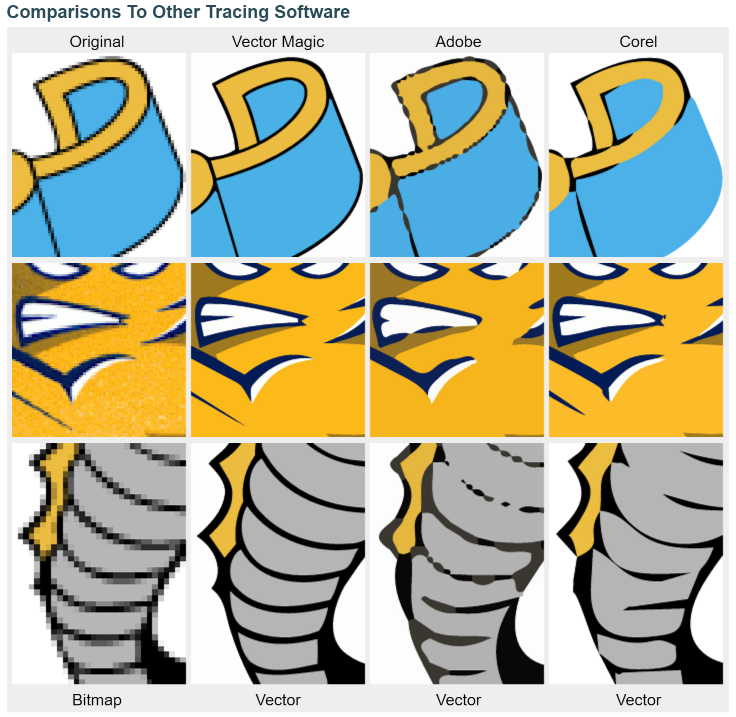 Comparisons To Other Tracing Software
Original Vector Magic Adobe Corel
Bitmap Vector Vector Vector